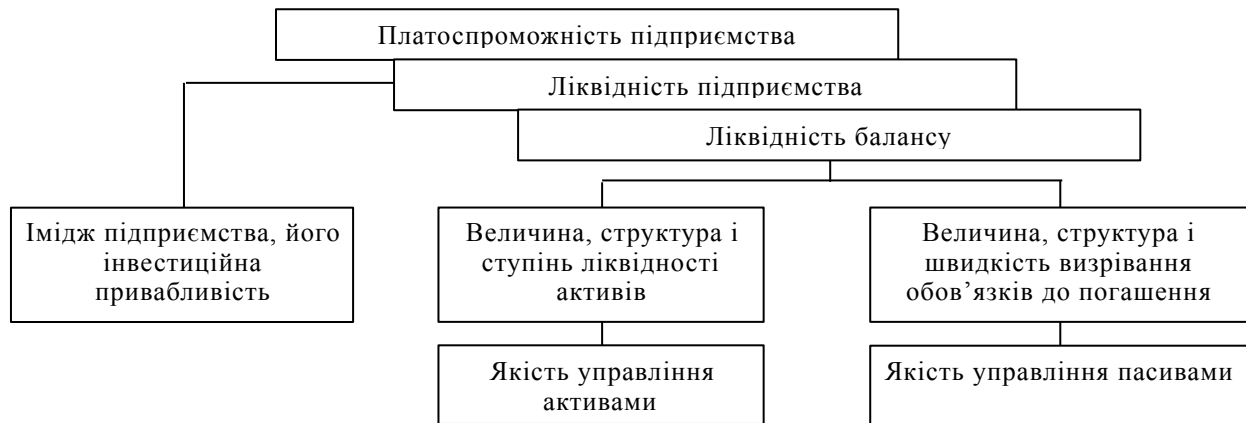 Платоспроможність підприємства
Ліквідність підприємства
Ліквідність балансу
Імідж підприємства, його
інвестиційна
привабливість
Величина, структура і
ступінь ліквідності
активів
Величина, структура і
швидкість визрівання
обов’язків до погашення
Якість управління
активами
Якість управління пасивами